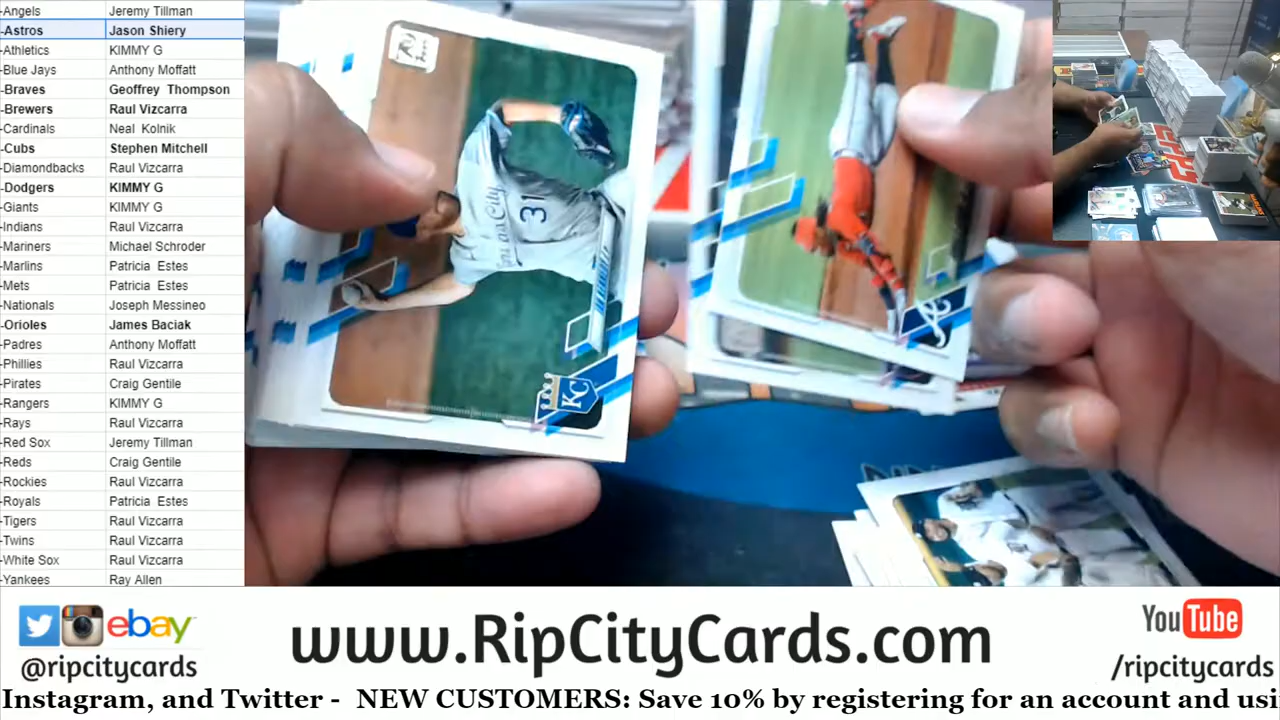 -Angels Jeremy Tillman
-Astros Jason Shiery
-Athletics KIMMY G
-Blue Jays Anthony Moffatt
-Braves Geoffrey Thompson
-Brewers Raul Vizcarra
-Cardinals Neal Kolnik
-Cubs Stephen Mitchell
-Diamondbacks Raul Vizcarra
-Dodgers KIMMY G
-Giants KIMMY G
-Indians Raul Vizcarra
-Mariners Michael Schroder
-Marlins Patricia Estes
-Mets Patricia Estes
-Nationals Joseph Messineo
-Orioles James Baciak
-Padres Anthony Moffatt
-Phillies Raul Vizcarra
-Pirates Craig Gentile
-Rangers KIMMY G
-Rays Raul Vizcarra
-Red Sox Jeremy Tillman
-Reds Craig Gentile
-Rockies Raul Vizcarra
-Royals Patricia Estes
-Tigers Raul Vizcarra
-Twins Raul Vizcarra
-White Sox Raul Vizcarra
-Yankees Ray Allen
31
KC
ebay
@ripcitycards
www.RipCityCards.com
YouTube
/ripcitycards
Instagram, and Twitter - NEW CUSTOMERS: Save 10% by registering for an account and usi